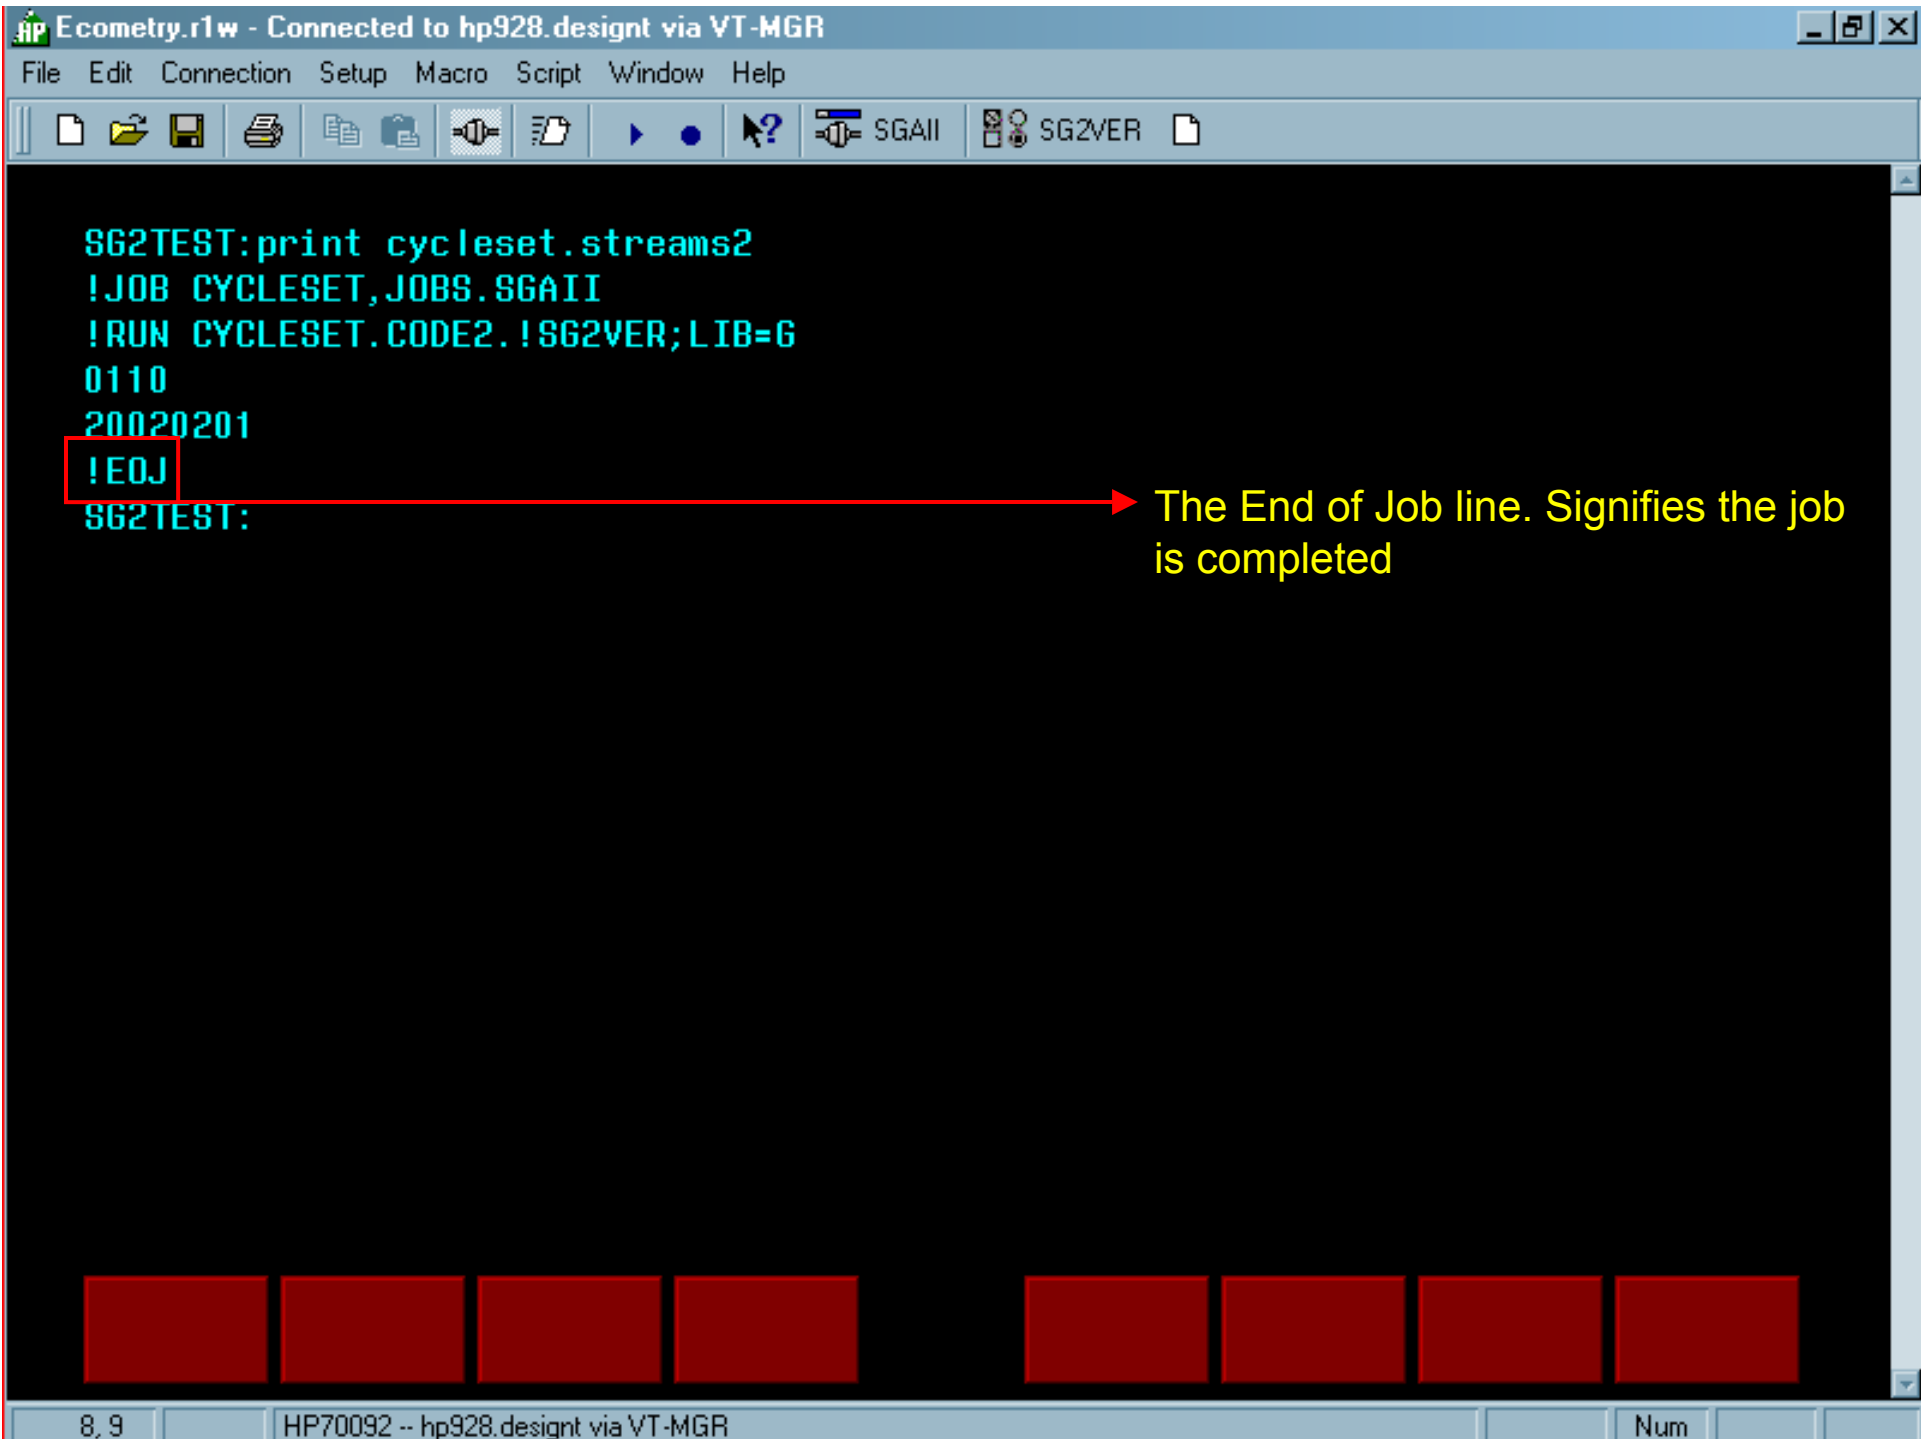 Ecometry.r1w - Connected to hp928.designt via VT-MGR
File Edit Connection Setup Macro Script Window Help
SGAII SG2VER
SG2TEST:print cycleset.streams2
!JOB CYCLESET,JOBS.SGAII
!RUN CYCLESET.CODE2.!SG2VER;LIB=G
0110
20020201
!EOJ
SG2TEST:
The End of Job line. Signifies the job
is completed
8, 9 HP70092 -- hp928.designt via VT-MGR Num